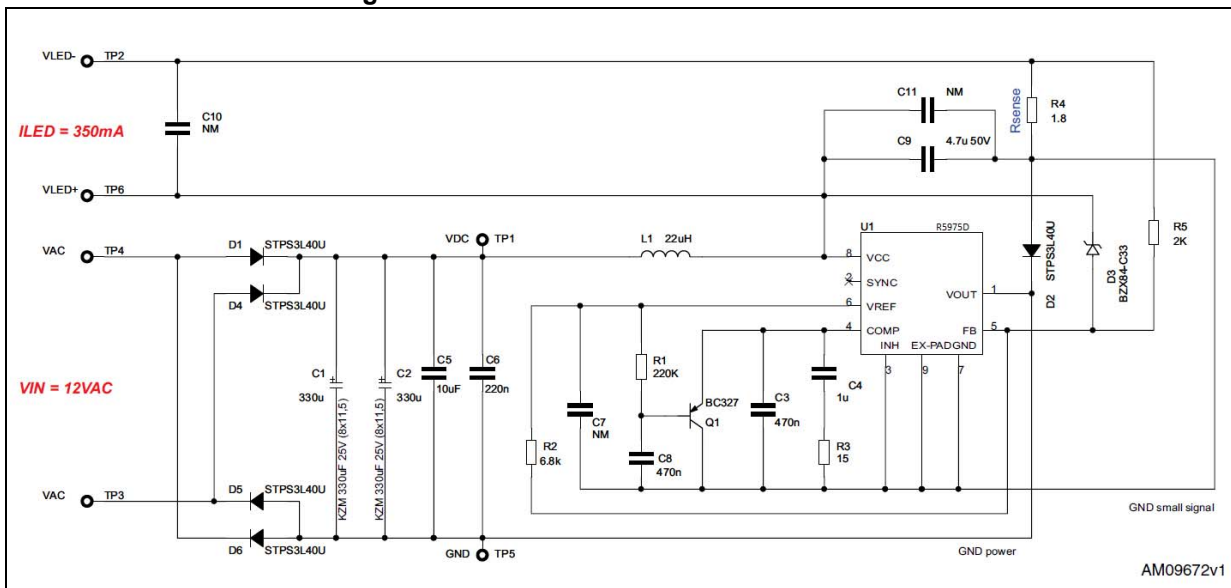 VLED- TP2
C10
NM
ILED = 350mA
VLED+ TP6
C11 NM
C9 4.7u 50V
Rsense
R4
1.8
VAC TP4
D1 STPS3L40U
D4 STPS3L40U
VDC TP1
L1 22uH
U1 R5975D
8 VCC
2 SYNC
6 VREF
4 COMP
VOUT 1
FB 5
INH EX-PAD GND
3 9 7
D2 STPS3L40U
D3
BZX84-C33
R5
2K
VIN = 12VAC
C1
330u
KZM 330uF 25V (8x11,5)
C2
330u
KZM 330uF 25V (8x11,5)
C5
10uF
C6
220n
R2
6.8k
C7
NM
R1
220K
C8
470n
BC327
Q1
C3
470n
C4
1u
R3
15
VAC TP3
D5 STPS3L40U
D6 STPS3L40U
GND TP5
GND small signal
GND power
AM09672v1